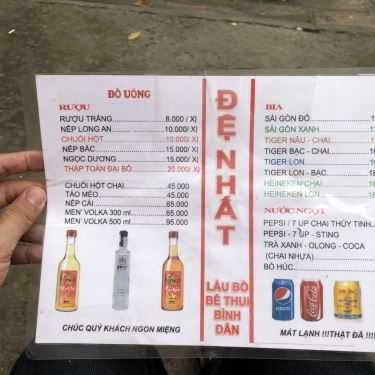 ĐỒ UỐNG
RƯỢU
RƯỢU TRẮNG 8.000 / XỊ
NẾP LONG AN 10.000/ XỊ
CHUỐI HỘT 10.000/ XỊ
NẾP BẮC 15.000 / XỊ
NGỌC DƯƠNG 15.000 / XỊ
THẬP TOÀN ĐẠI BỔ 20.000/ XỊ
CHUỐI HỘT CHAI 45.000
TÁO MÈO 45.000
NẾP CÁI 65.000
MEN' VOLKA 300 ml 65.000
MEN' VOLKA 500 ml 95.000
CHÚC QUÝ KHÁCH NGON MIỆNG
ĐỆ NHẤT
LẨU BÒ
BÊ THUI
BÌNH
DÂN
BIA
SÀI GÒN ĐỎ
SÀI GÒN XANH
TIGER NÂU - CHAI
TIGER BẠC - CHAI
TIGER LON
TIGER LON - BẠC
HEINEKEN CHAI
HEINEKEN LON
NƯỚC NGỌT
PEPSI / 7 UP CHAI THỦY TINH
PEPSI - 7 UP - STING
TRÀ XANH - OLONG - COCA
(CHAI NHỰA)
BÒ HÚC
MÁT LẠNH !!!THẬT ĐÃ !!!!